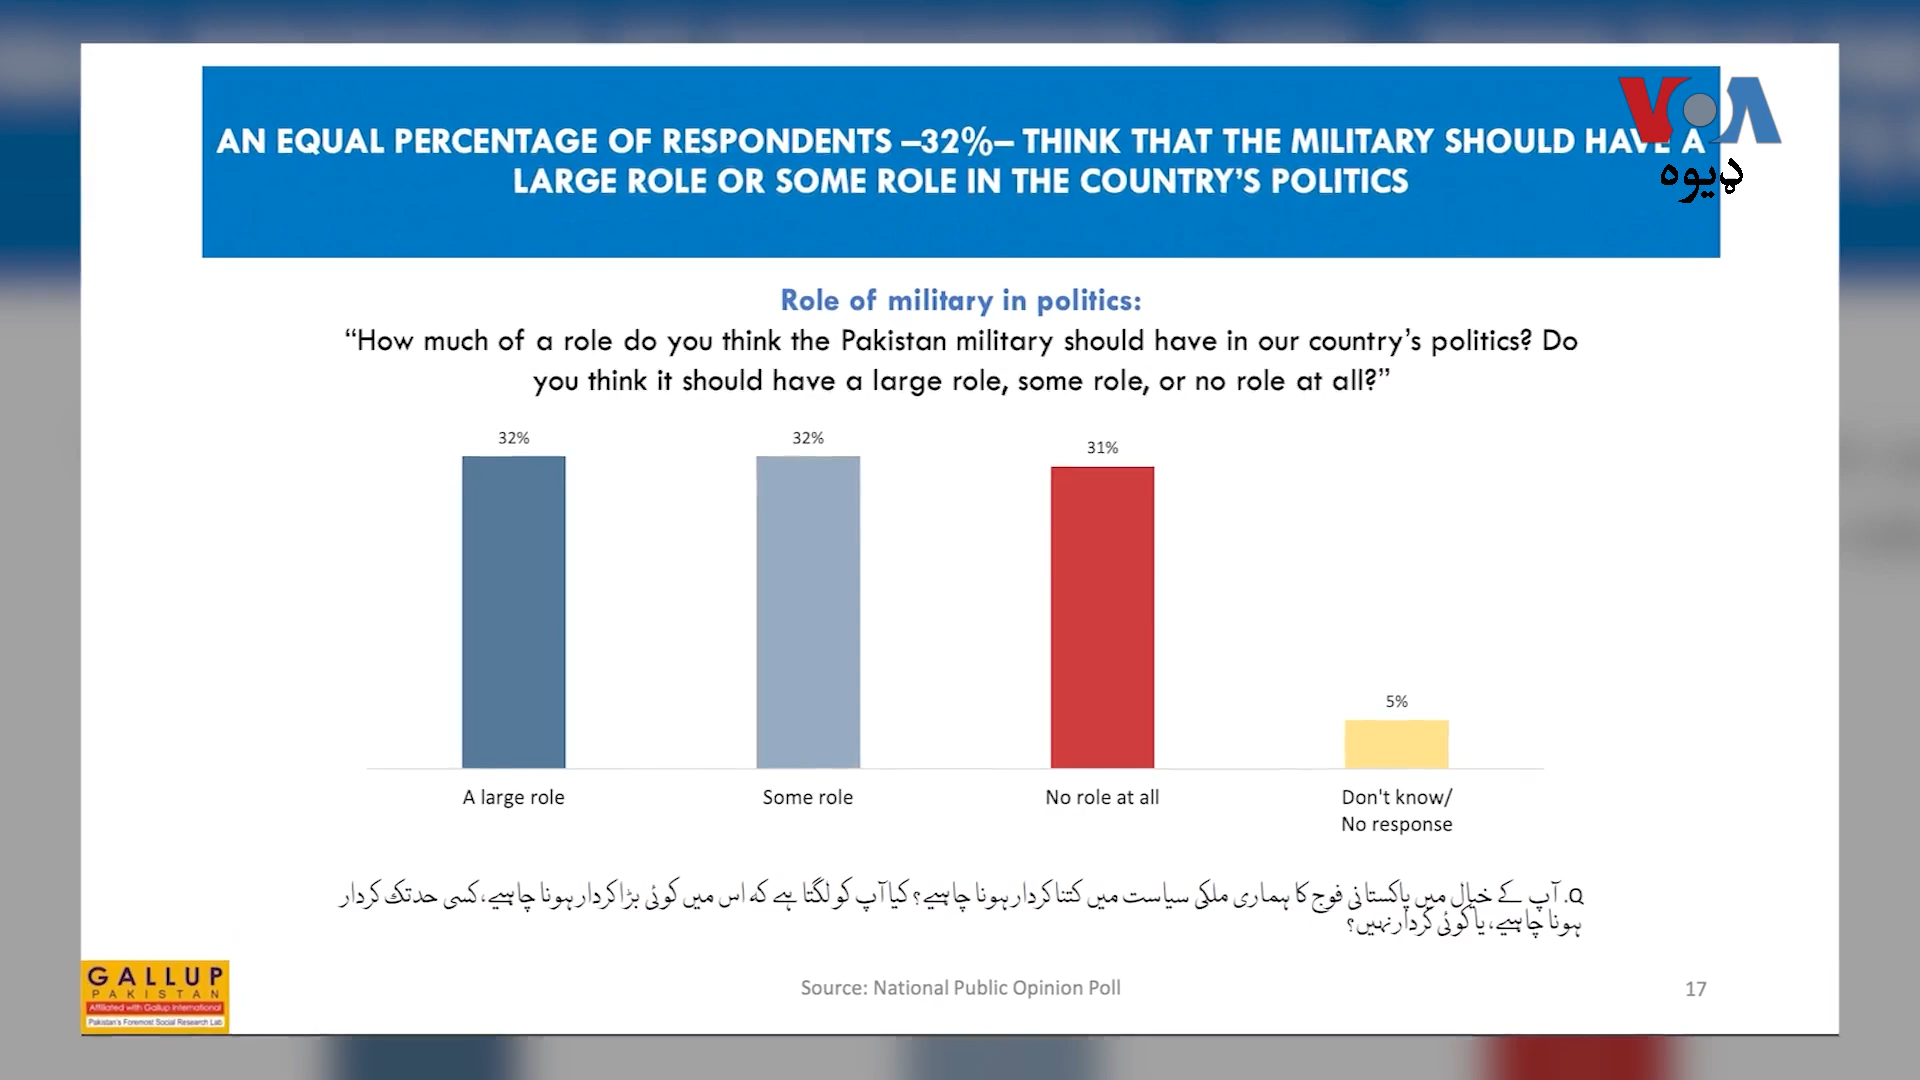 VOA
ډیوه
AN EQUAL PERCENTAGE OF RESPONDENTS –32%– THINK THAT THE MILITARY SHOULD HAVE A
LARGE ROLE OR SOME ROLE IN THE COUNTRY’S POLITICS
Role of military in politics:
“How much of a role do you think the Pakistan military should have in our country’s politics? Do
you think it should have a large role, some role, or no role at all?”
32%
32%
31%
5%
A large role
Some role
No role at all
Don't know/
No response
Q. آپ کے خیال میں پاکستانی فوج کا ہماری ملکی سیاست میں کتنا کردار ہونا چاہیے؟ کیا آپ کو لگتا ہے کہ اس میں کوئی بڑا کردار ہونا چاہیے، کسی حد تک کردار
ہونا چاہیے، یا کوئی کردار نہیں؟
GALLUP
PAKISTAN
Affiliated with Gallup International
Pakistan's Foremost Social Research Lab
Source: National Public Opinion Poll
17